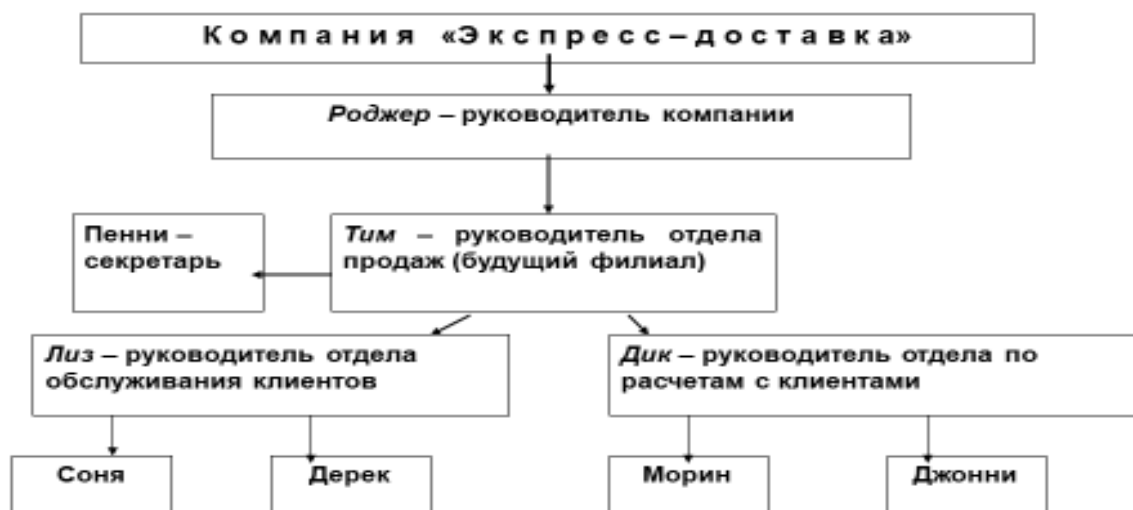 Компания «Экспресс–доставка»
Роджер – руководитель компании
Пенни –
секретарь
Тим – руководитель отдела
продаж (будущий филиал)
Лиз – руководитель отдела
обслуживания клиентов
Дик – руководитель отдела по
расчетам с клиентами
Соня
Дерек
Морин
Джонни